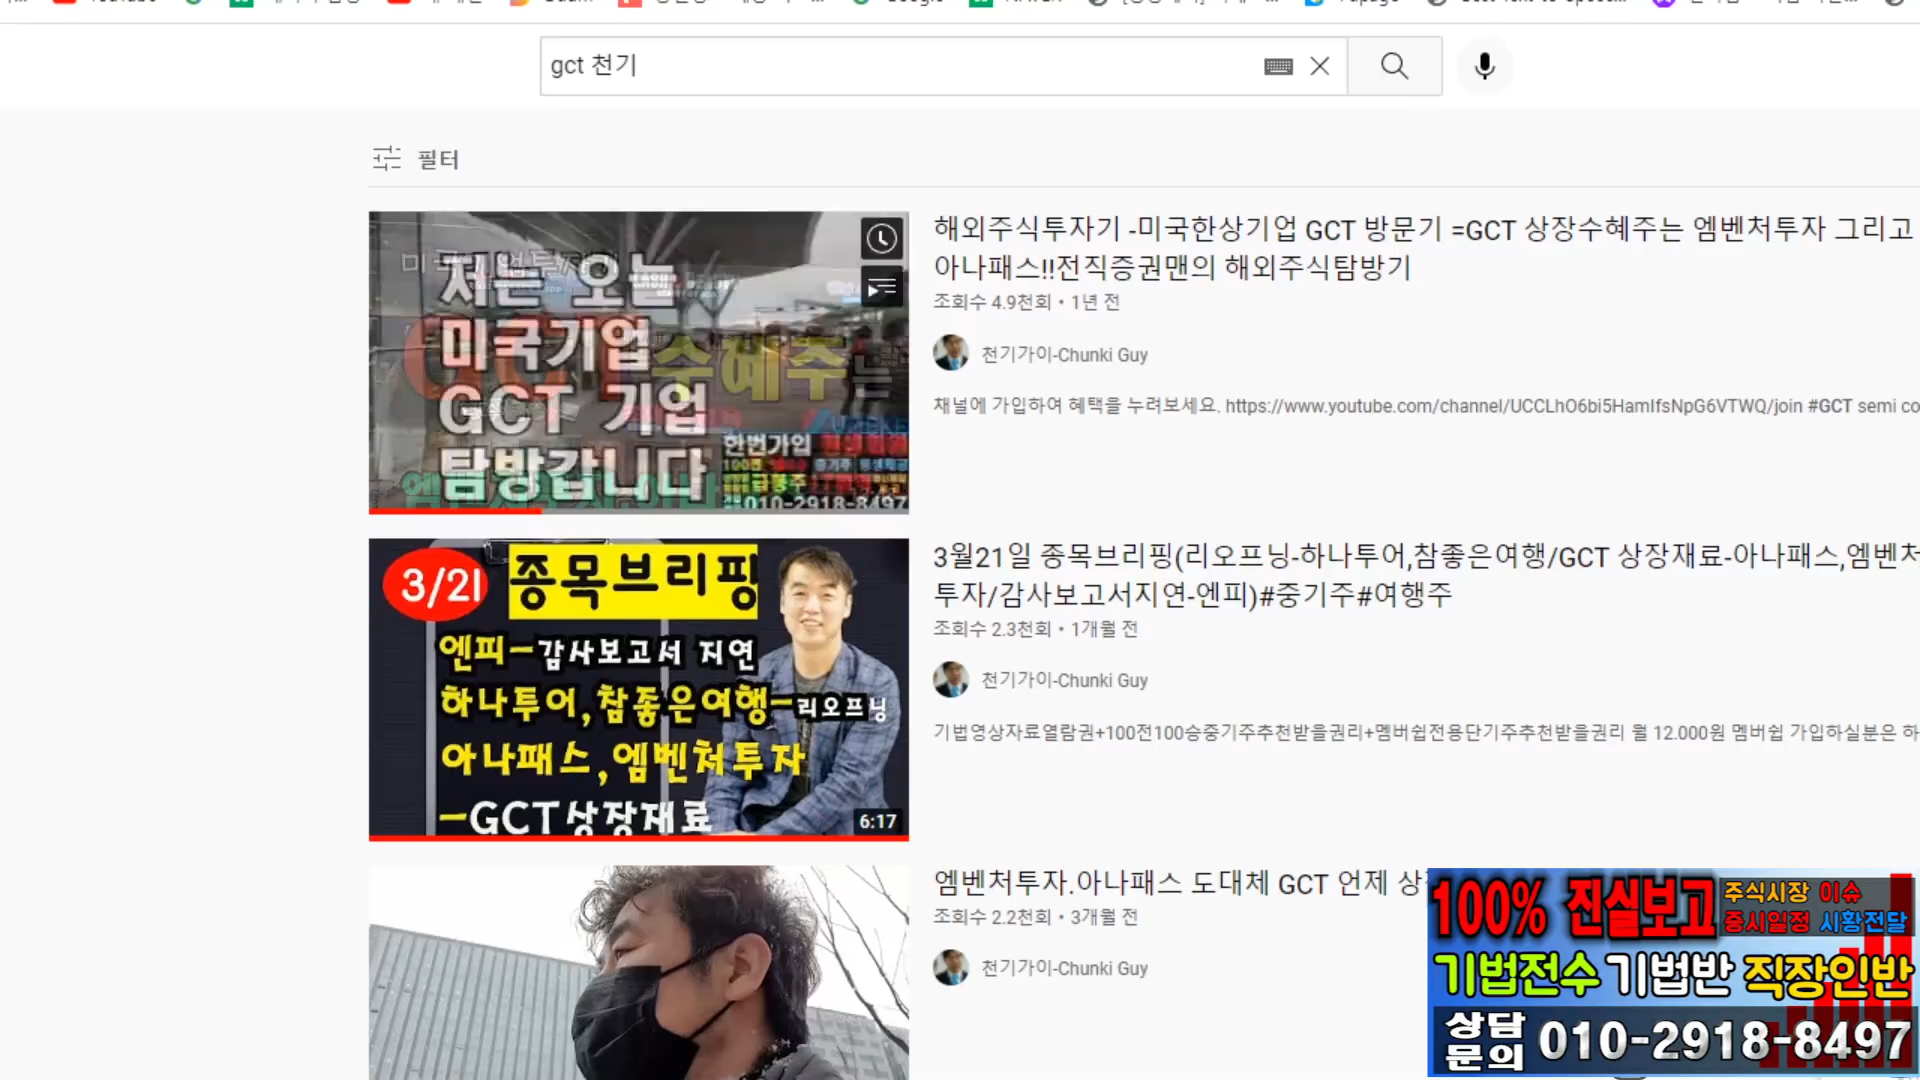 gct 천기
필터
저는 오늘
미국기업
GCT 기업
탐방갑니다
수혜주는
한번가입
010-2918-8497
해외주식투자기 -미국한상기업 GCT 방문기 =GCT 상장수혜주는 엠벤처투자 그리고
아나패스!!전직증권맨의 해외주식탐방기
조회수 4.9천회 • 1년 전
천기가이-Chunki Guy
채널에 가입하여 혜택을 누려보세요. https://www.youtube.com/channel/UCCLhO6bi5HamIfsNpG6VTWQ/join #GCT semi co
3/21 종목브리핑
엔피-감사보고서 지연
하나투어,참좋은여행-리오프닝
아나패스,엠벤처투자
-GCT상장재료
6:17
3월21일 종목브리핑(리오프닝-하나투어,참좋은여행/GCT 상장재료-아나패스,엠벤처
투자/감사보고서지연-엔피)#중기주#여행주
조회수 2.3천회 • 1개월 전
천기가이-Chunki Guy
기법영상자료열람권+100전100승중기주추천받을권리+멤버쉽전용단기주추천받을권리 월 12.000원 멤버쉽 가입하실분은 하
엠벤처투자.아나패스 도대체 GCT 언제 상
조회수 2.2천회 • 3개월 전
천기가이-Chunki Guy
100% 진실보고 주식시장 이슈
증시일정 시황전달
기법전수 기법반 직장인반
상담문의 010-2918-8497